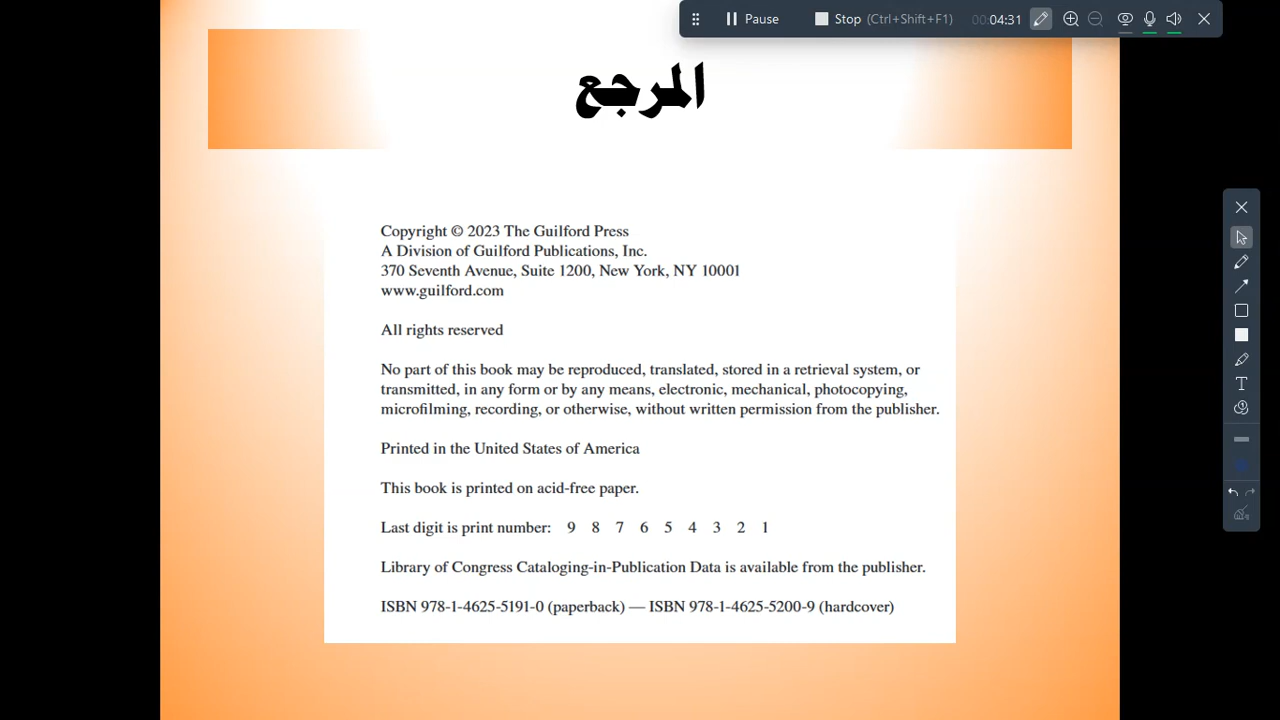 Pause Stop (Ctrl+Shift+F1) 00:04:31
المرجع
Copyright © 2023 The Guilford Press
A Division of Guilford Publications, Inc.
370 Seventh Avenue, Suite 1200, New York, NY 10001
www.guilford.com
All rights reserved
No part of this book may be reproduced, translated, stored in a retrieval system, or
transmitted, in any form or by any means, electronic, mechanical, photocopying,
microfilming, recording, or otherwise, without written permission from the publisher.
Printed in the United States of America
This book is printed on acid-free paper.
Last digit is print number: 9 8 7 6 5 4 3 2 1
Library of Congress Cataloging-in-Publication Data is available from the publisher.
ISBN 978-1-4625-5191-0 (paperback) — ISBN 978-1-4625-5200-9 (hardcover)